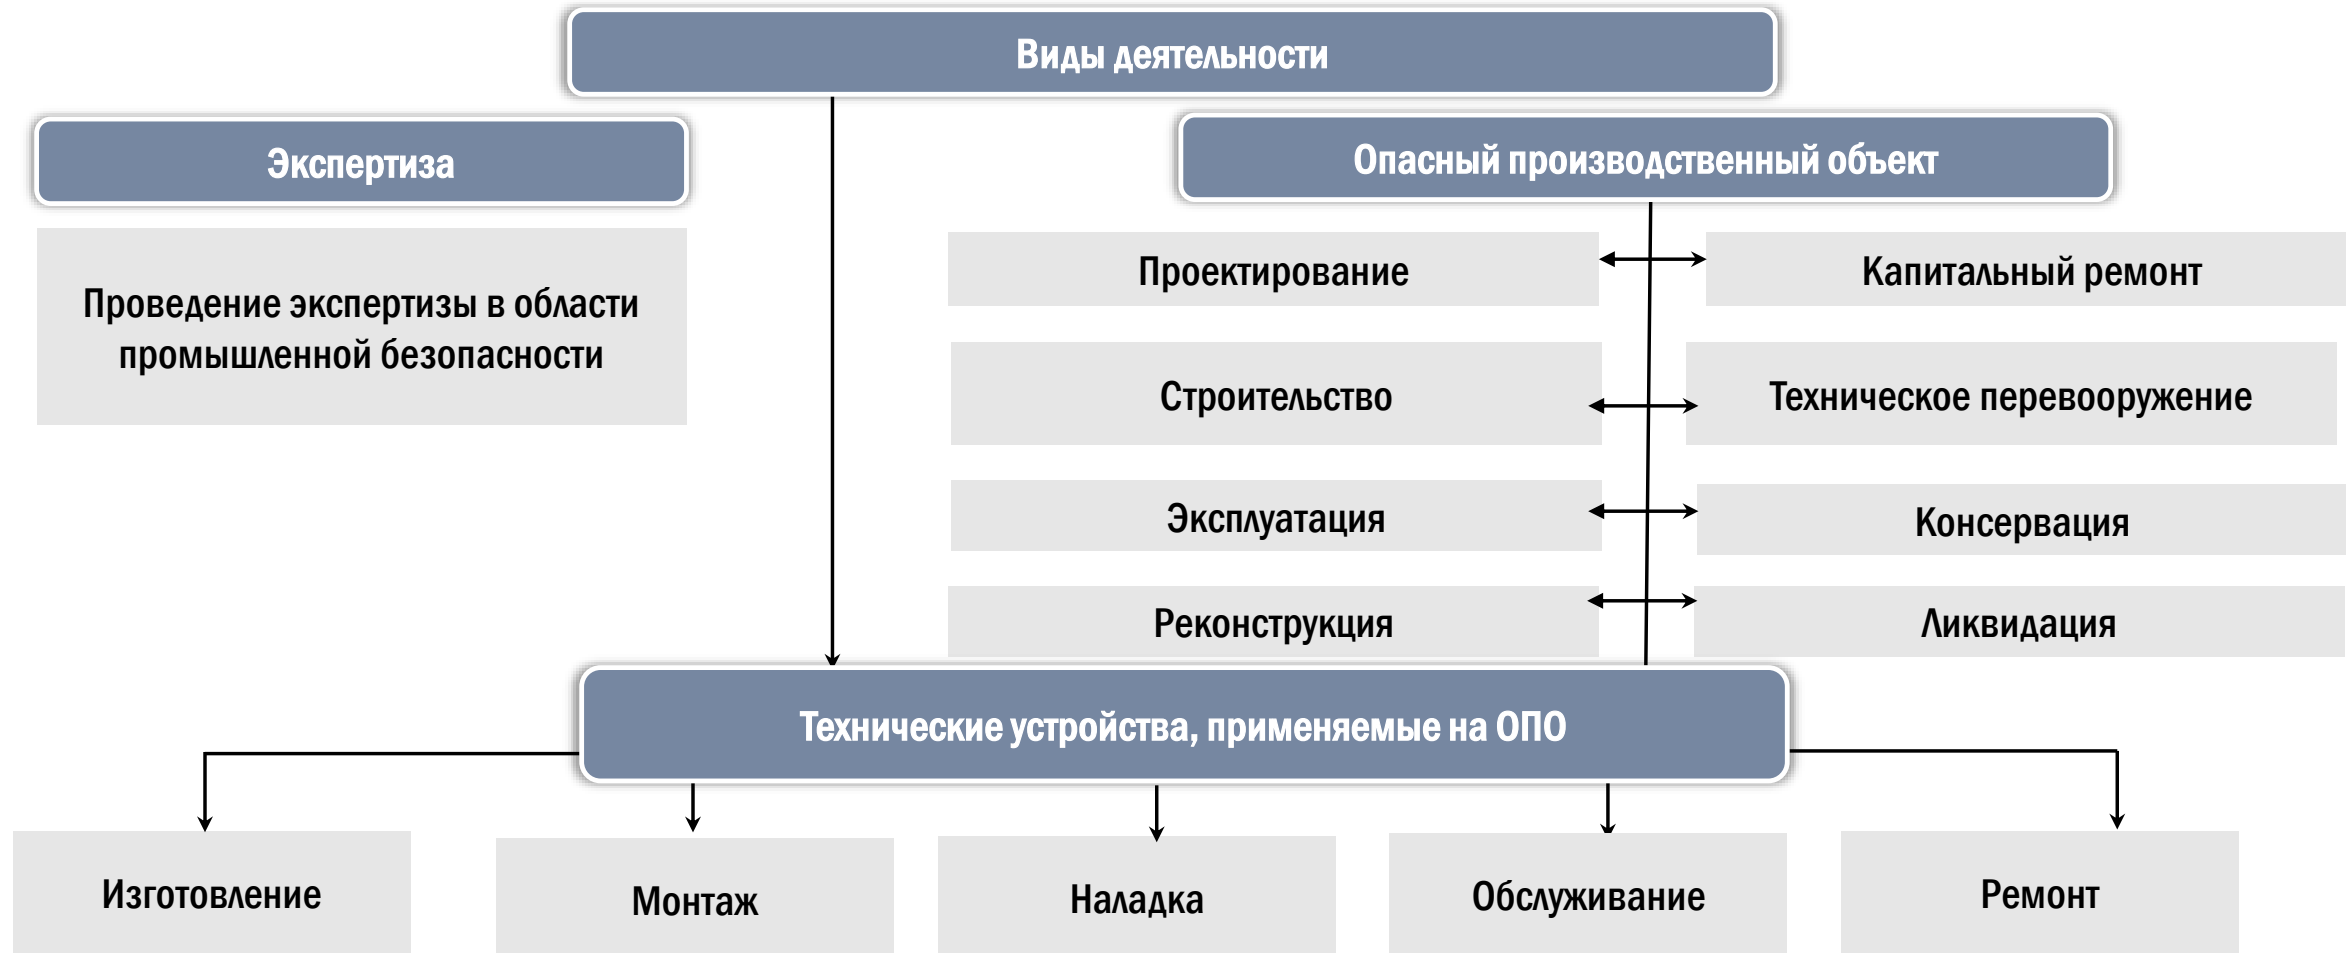 Виды деятельности
Экспертиза
Опасный производственный объект
Проведение экспертизы в области
промышленной безопасности
Проектирование
Капитальный ремонт
Строительство
Техническое перевооружение
Эксплуатация
Консервация
Реконструкция
Ликвидация
Технические устройства, применяемые на ОПО
Изготовление
Монтаж
Наладка
Обслуживание
Ремонт